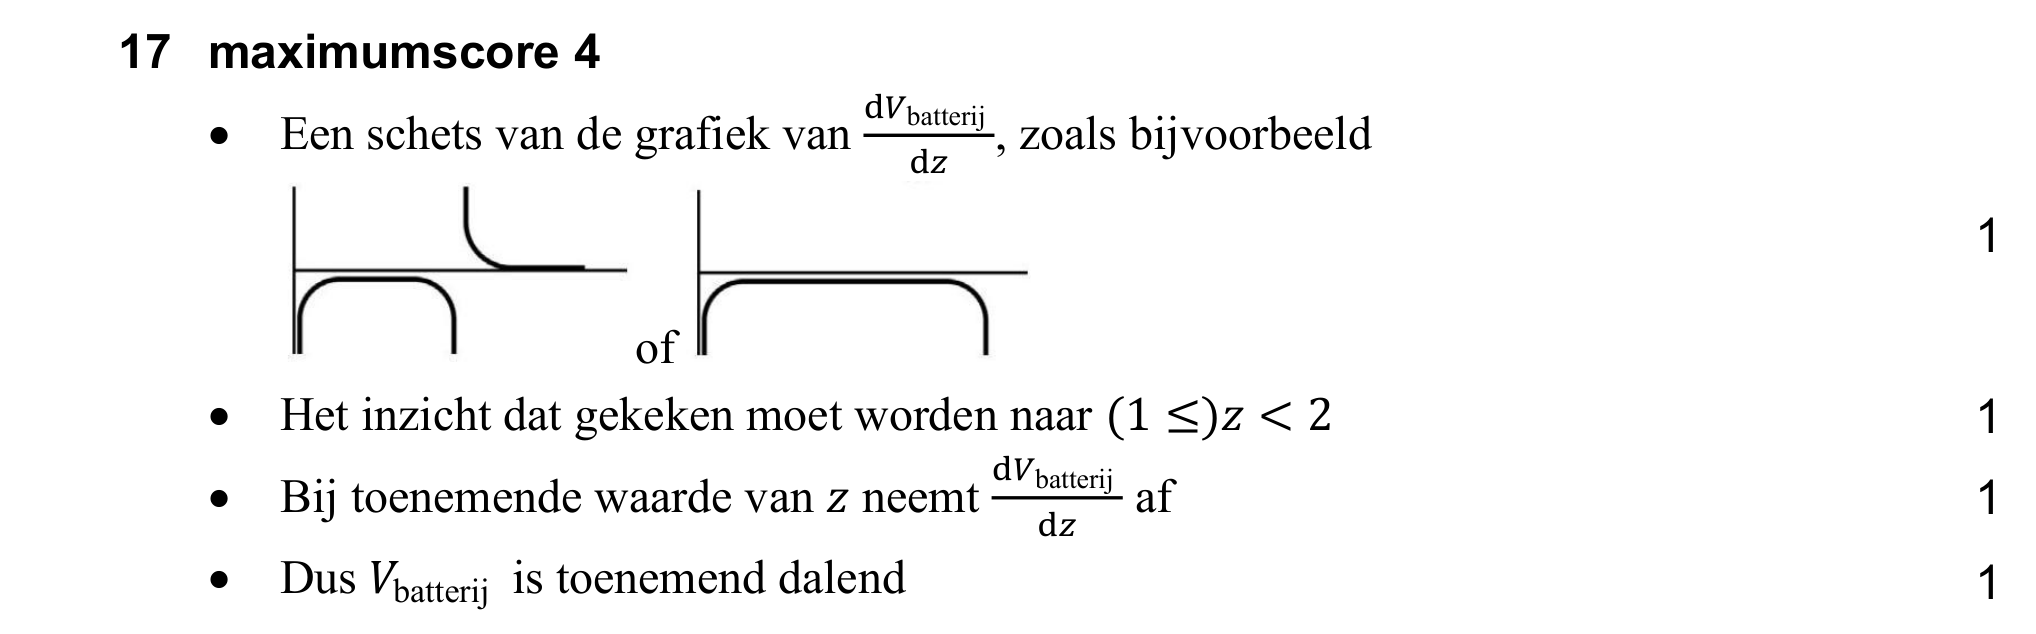 17 maximumscore 4
• Een schets van de grafiek van dV_batterij/dz, zoals bijvoorbeeld
of 1
• Het inzicht dat gekeken moet worden naar (1 ≤)z < 2 1
• Bij toenemende waarde van z neemt dV_batterij/dz af 1
• Dus V_batterij is toenemend dalend 1